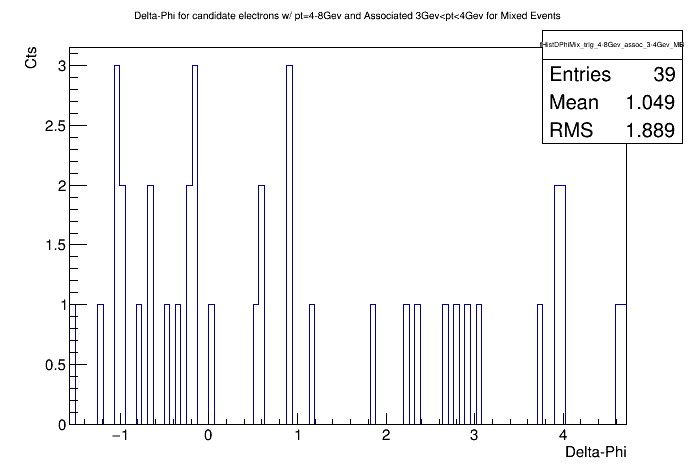 Delta-Phi for candidate electrons w/ pt=4-8Gev and Associated 3Gev<pt<4Gev for Mixed Events
HistDPhiMix_trig_4-8Gev_assoc_3-4Gev_MB
Entries 39
Mean 1.049
RMS 1.889
Cts
3
2.5
2
1.5
1
0.5
0
−1 0 1 2 3 4
Delta-Phi